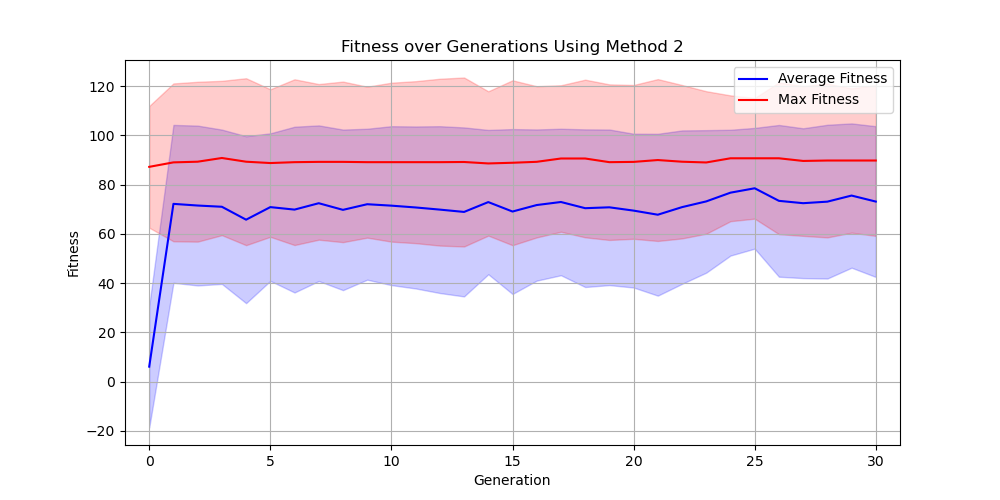 Fitness over Generations Using Method 2
Average Fitness
Max Fitness
120
100
80
60
40
20
0
−20
Fitness
0 5 10 15 20 25 30
Generation